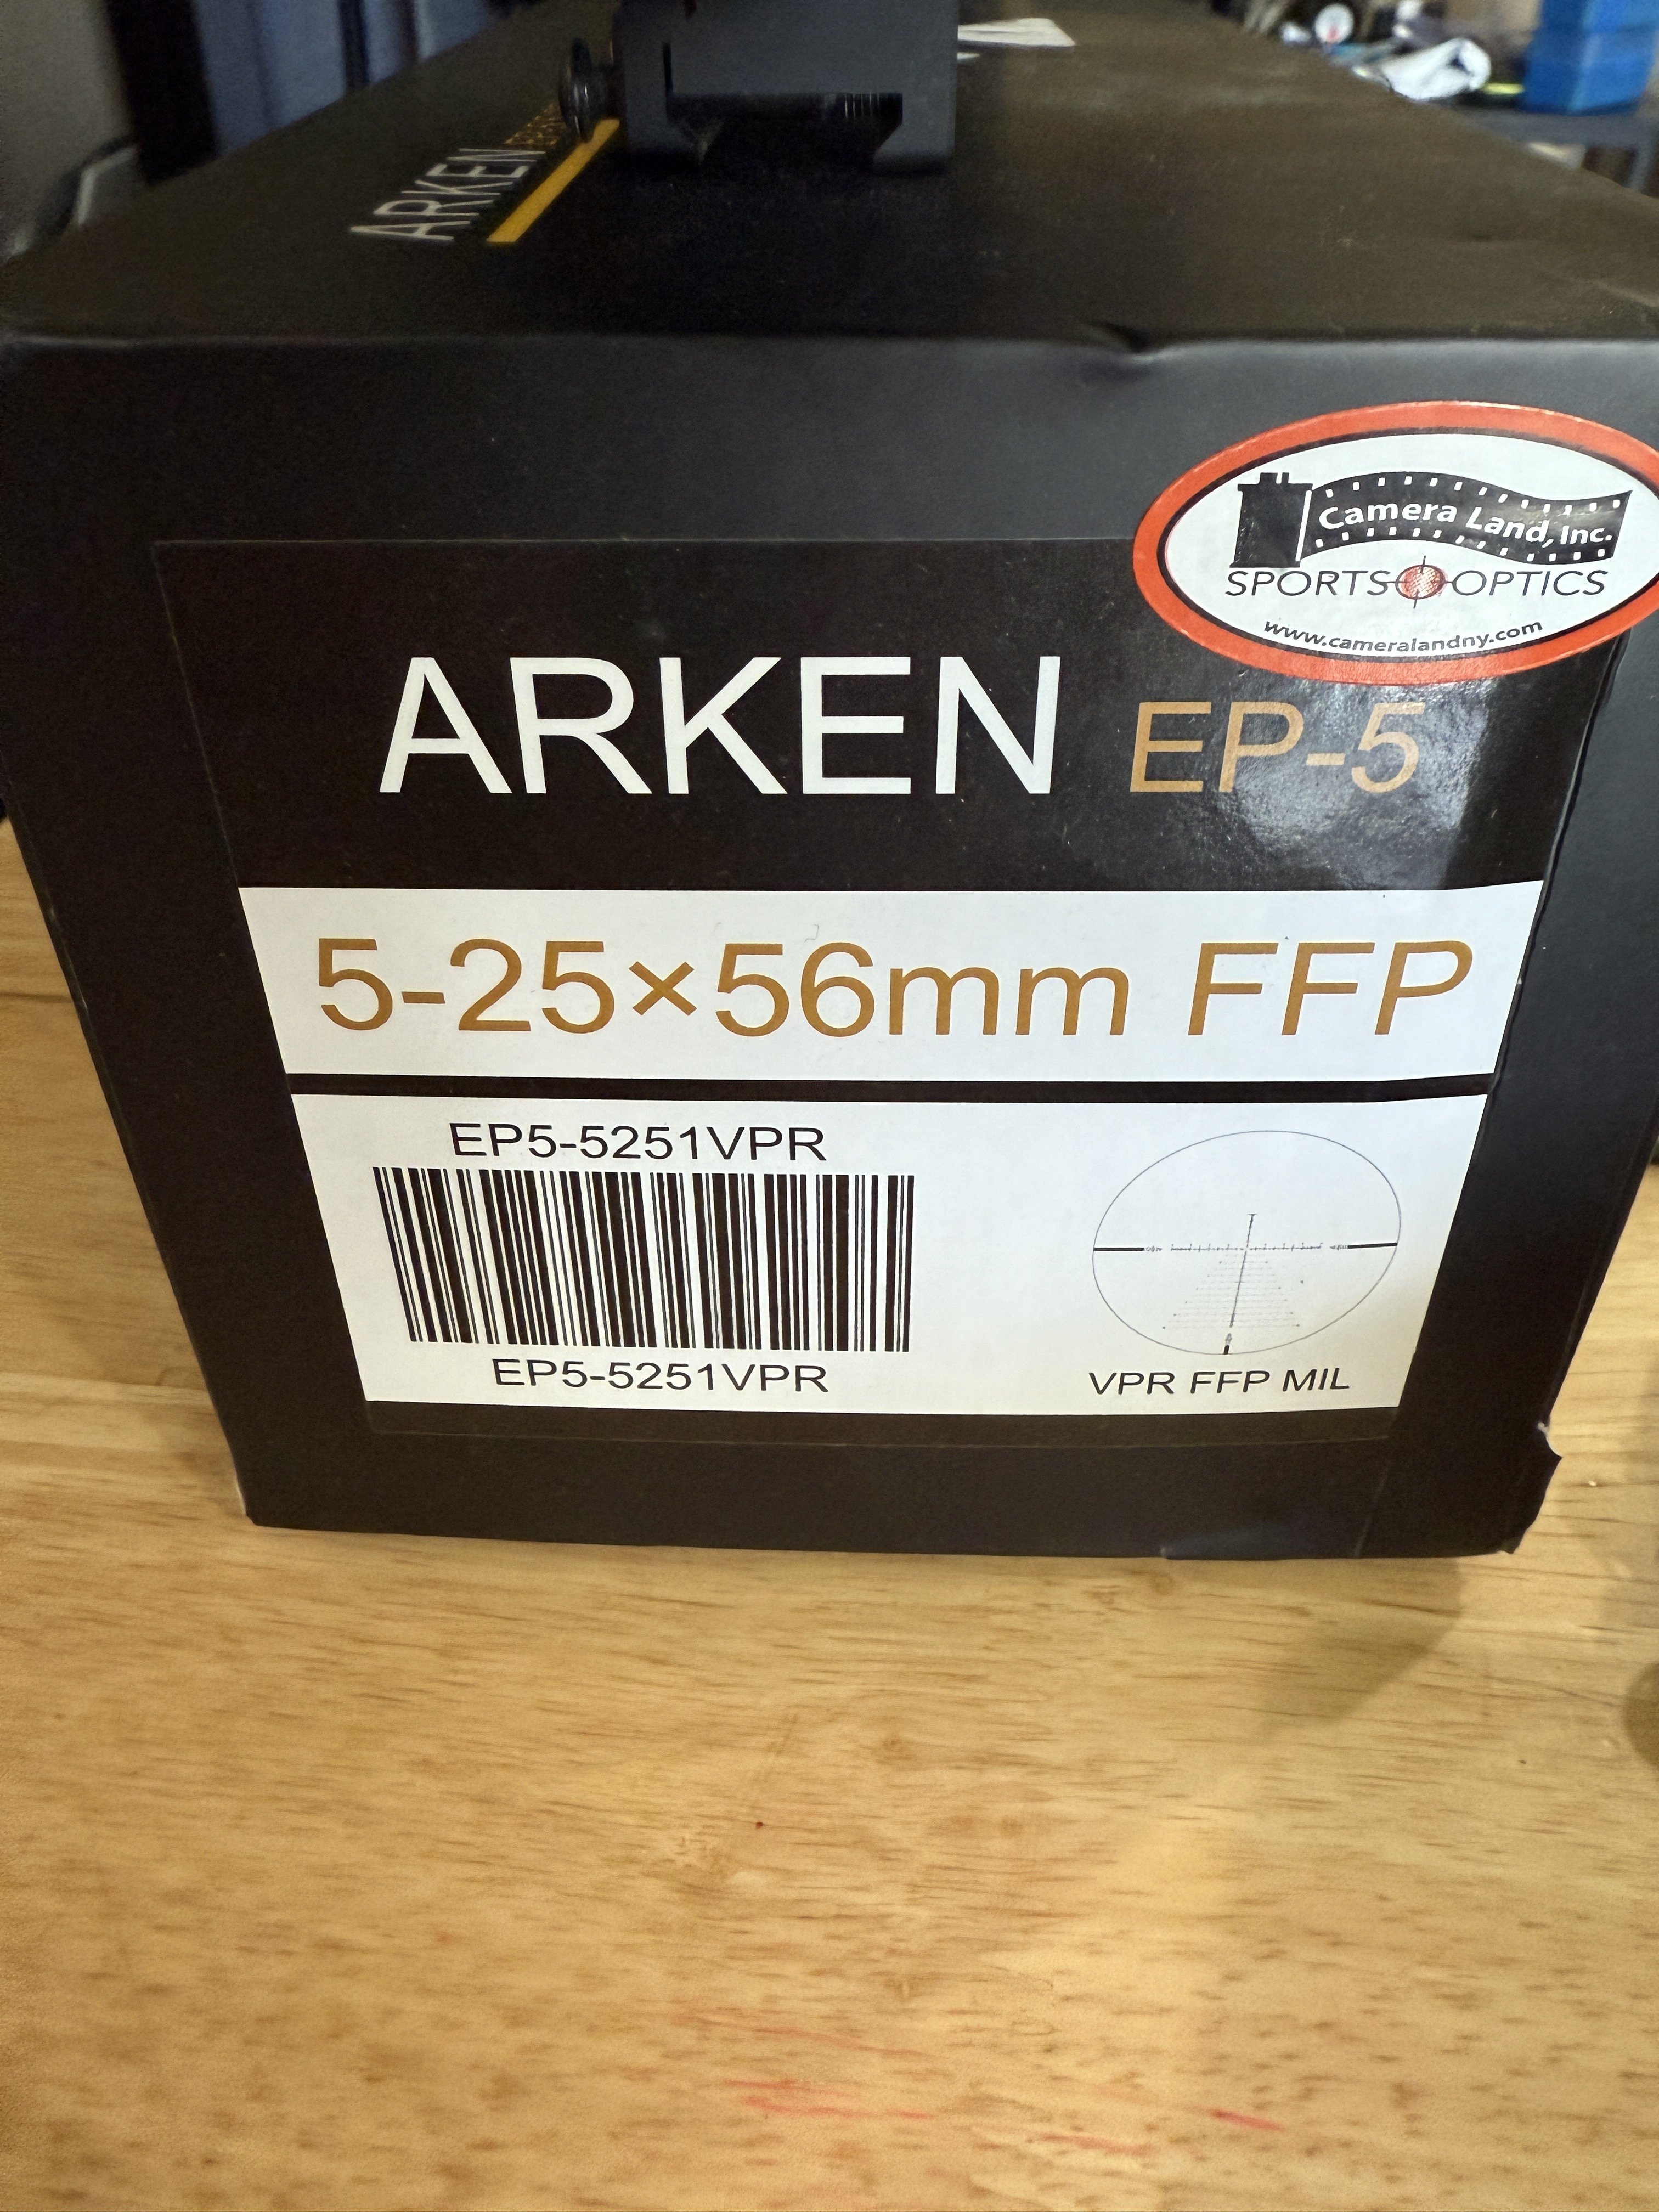 ARKEN
Camera Land, Inc.
SPORTS OPTICS
www.cameralandny.com
ARKEN EP-5
5-25×56mm FFP
EP5-5251VPR
EP5-5251VPR
VPR FFP MIL